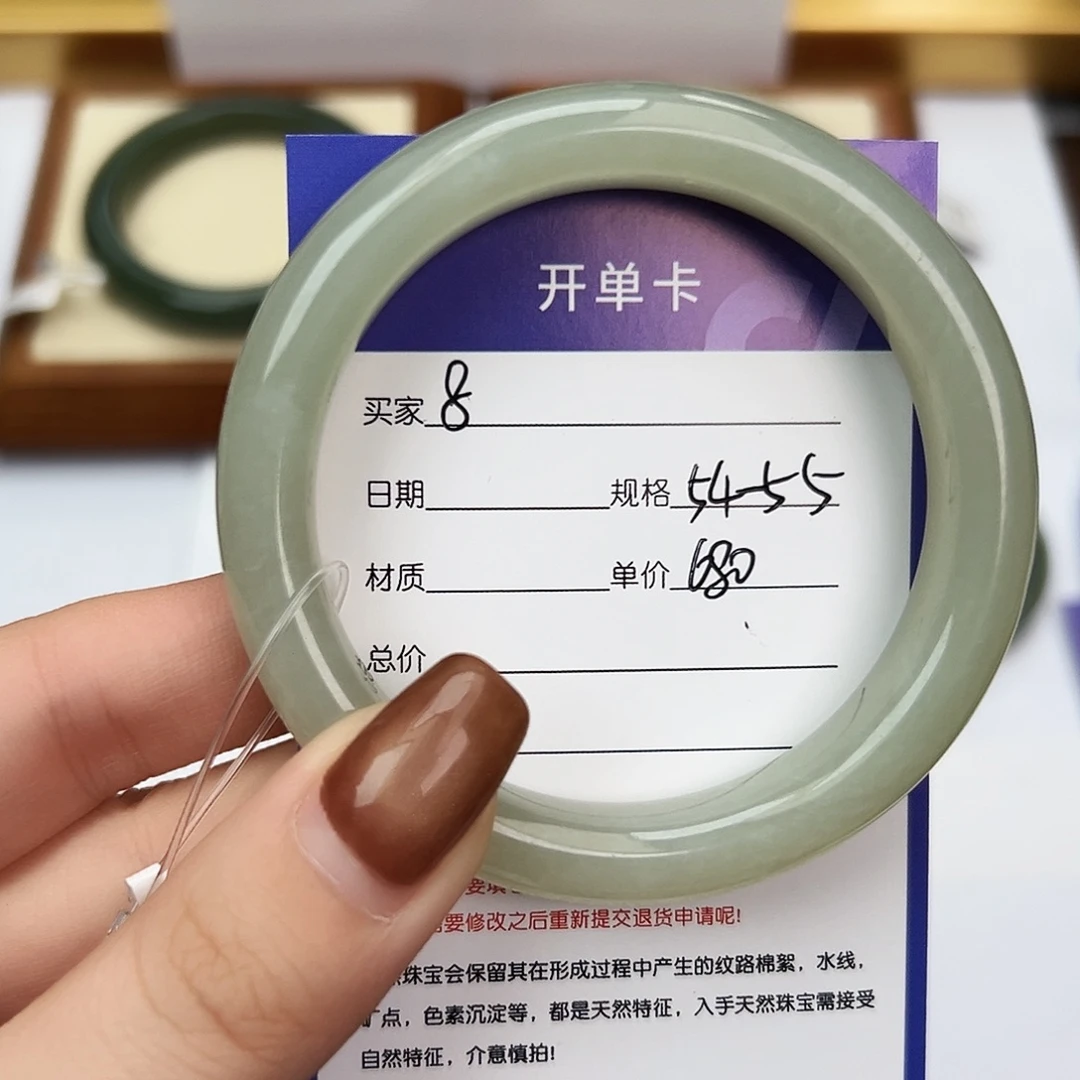 开单卡
买家 8
日期 规格 54-55
材质 单价 680
总价
需要修改之后重新提交退货申请呢!
珠宝会保留其在形成过程中产生的纹路棉絮，水线，
矿点，色素沉淀等，都是天然特征，入手天然珠宝需接受
自然特征，介意慎拍!